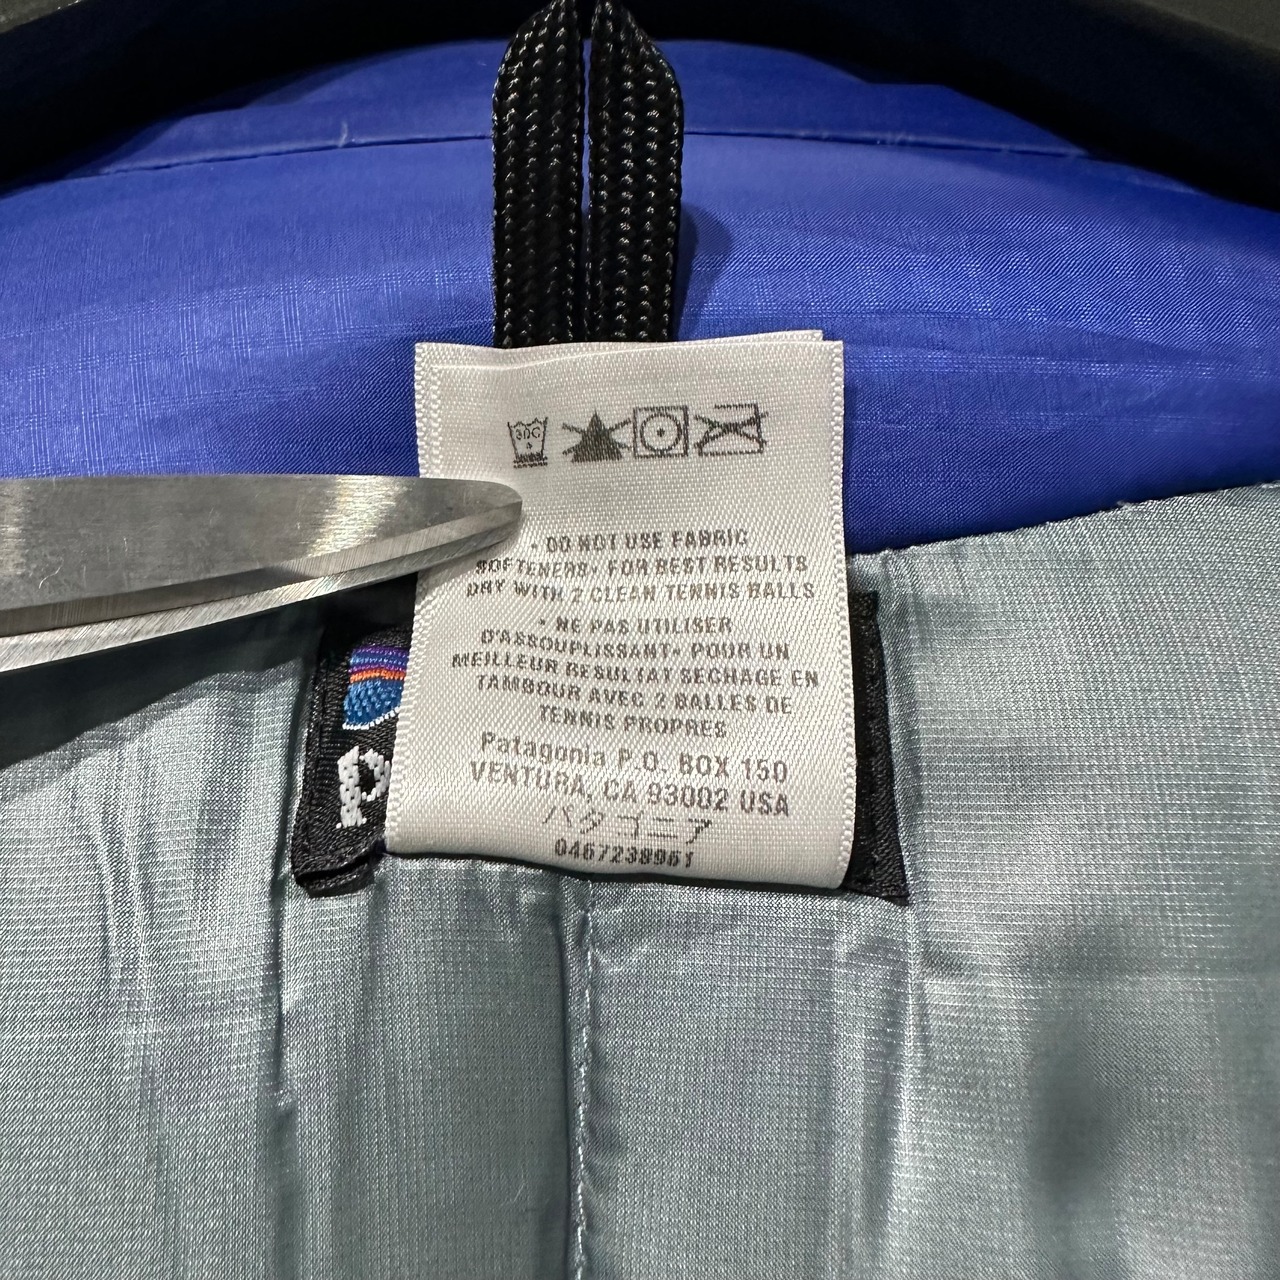 30C
• DO NOT USE FABRIC
SOFTENERS• FOR BEST RESULTS
DRY WITH 2 CLEAN TENNIS BALLS
• NE PAS UTILISER
D'ASSOUPLISSANT• POUR UN
MEILLEUR RESULTAT SECHAGE EN
TAMBOUR AVEC 2 BALLES DE
TENNIS PROPRES
Patagonia P.O. BOX 150
VENTURA, CA 93002 USA
パタゴニア
0467238961
p